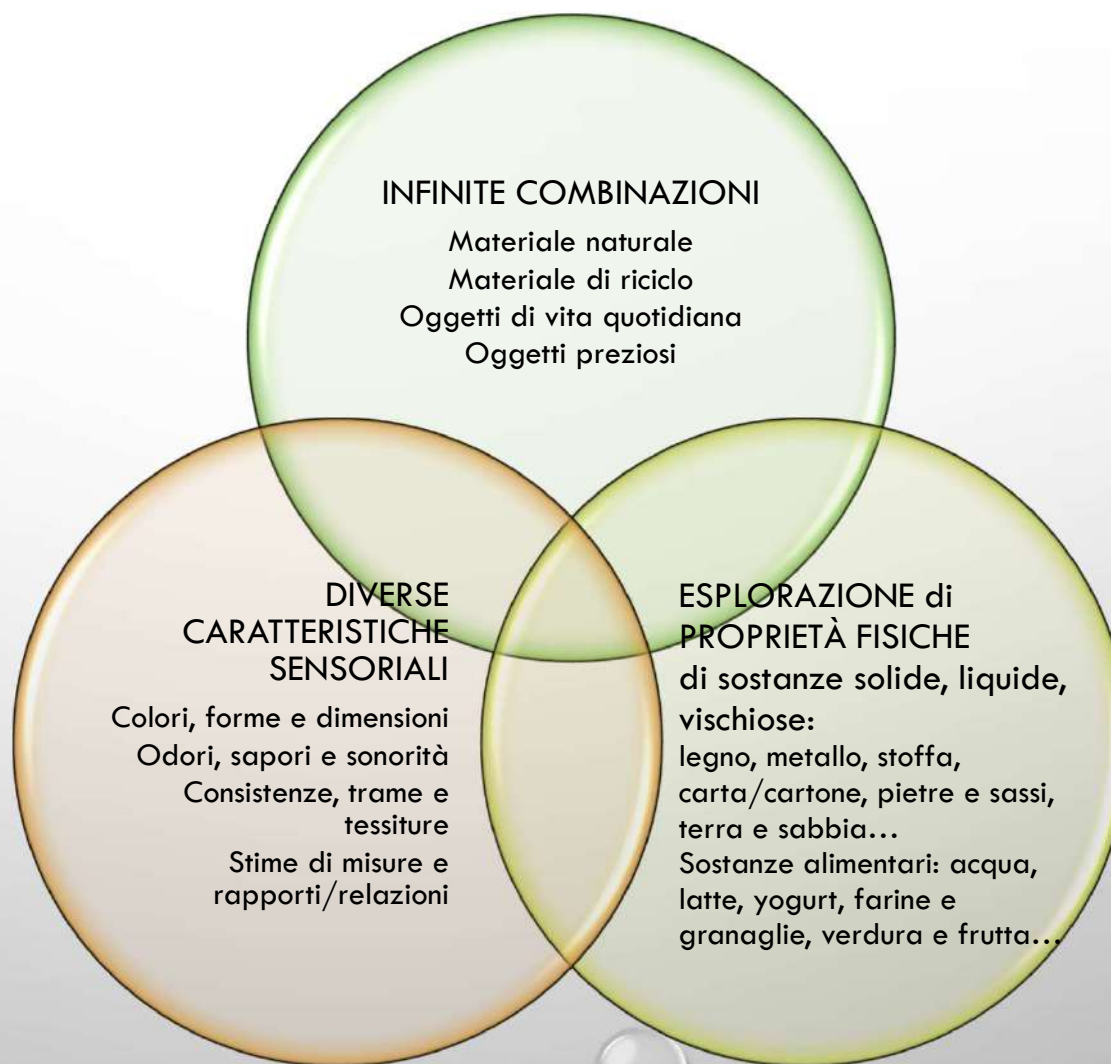 INFINITE COMBINAZIONI
Materiale naturale
Materiale di riciclo
Oggetti di vita quotidiana
Oggetti preziosi
DIVERSE
CARATTERISTICHE
SENSORIALI
Colori, forme e dimensioni
Odori, sapori e sonorità
Consistenze, trame e
tessiture
Stime di misure e
rapporti/relazioni
ESPLORAZIONE di
PROPRIETÀ FISICHE
di sostanze solide, liquide,
vischiose:
legno, metallo, stoffa,
carta/cartone, pietre e sassi,
terra e sabbia…
Sostanze alimentari: acqua,
latte, yogurt, farine e
granaglie, verdura e frutta…